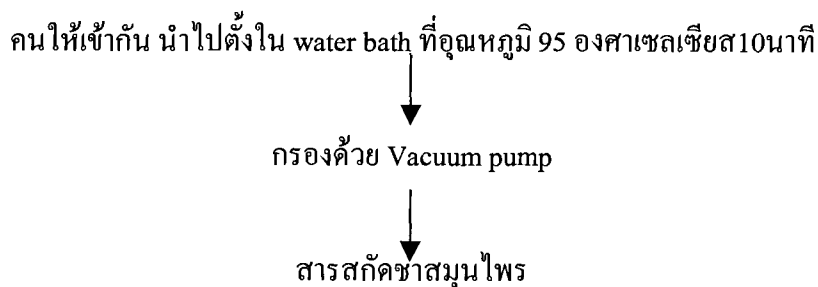 คนให้เข้ากัน นำไปตั้งใน water bath ที่อุณหภูมิ 95 องศาเซลเซียส10นาที
กรองด้วย Vacuum pump
สารสกัดชาสมุนไพร